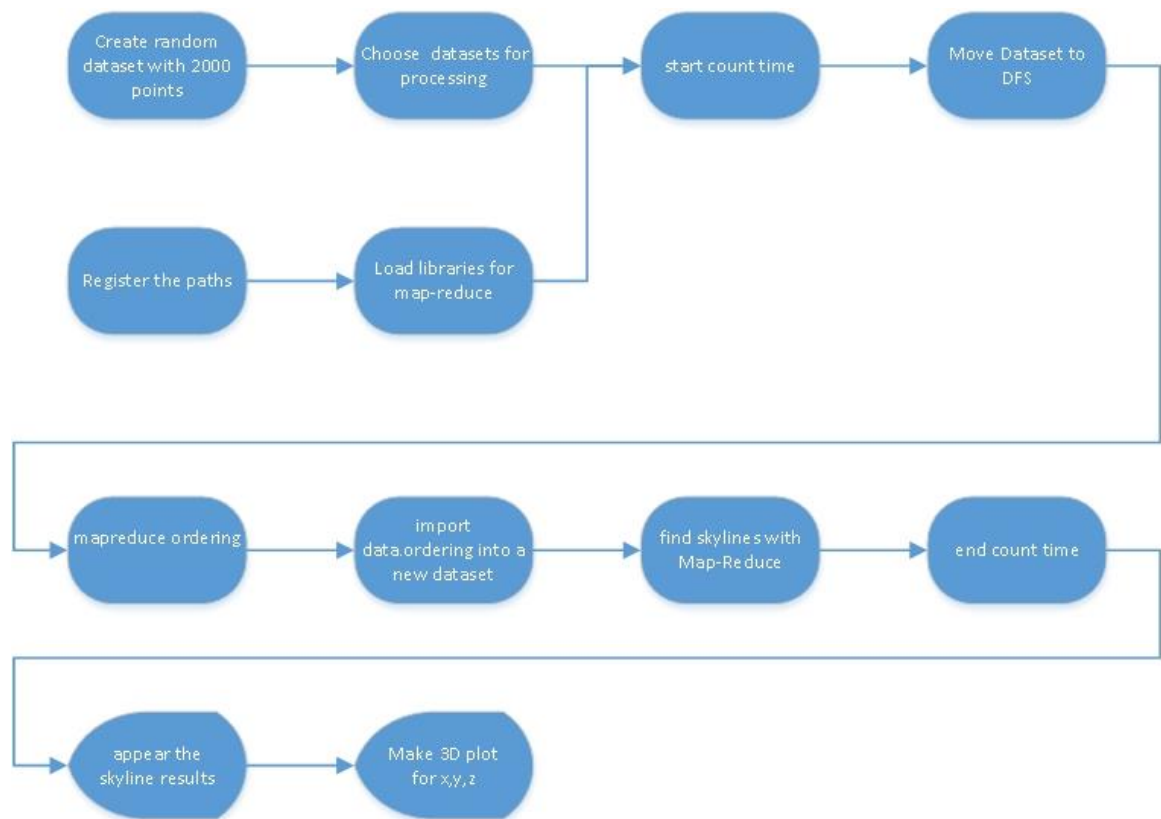 Create random
dataset with 2000
points
Choose datasets for
processing
start count time
Move Dataset to
DFS
Register the paths
Load libraries for
map-reduce
mapreduce ordering
import
data.ordering into a
new dataset
find skylines with
Map-Reduce
end count time
appear the
skyline results
Make 3D plot
for x,y,z